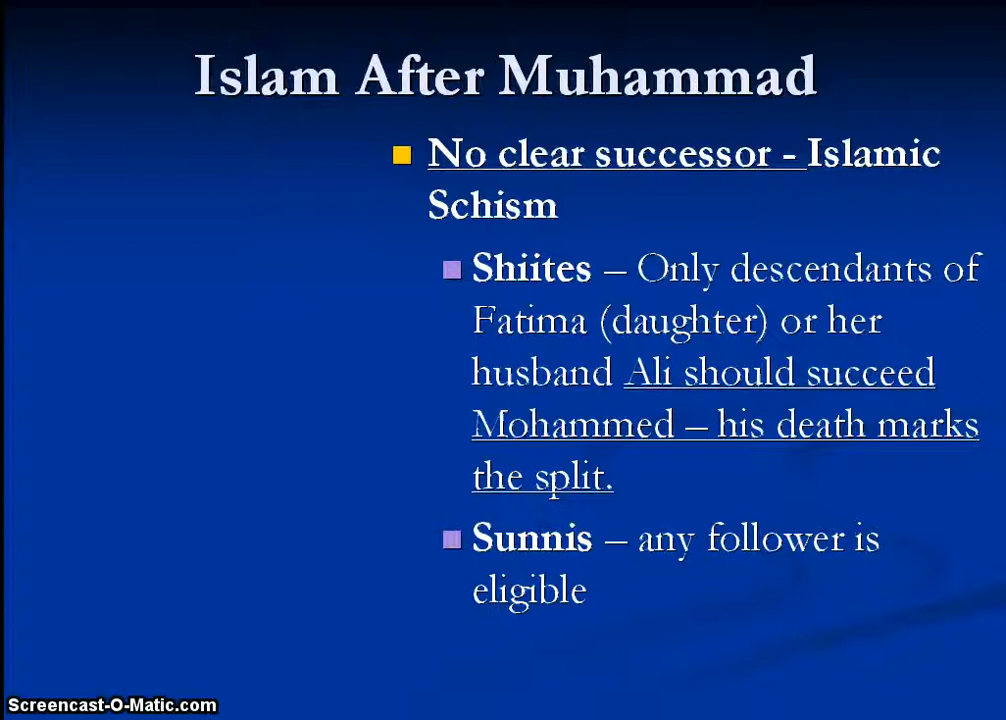 Islam After Muhammad
No clear successor - Islamic
Schism
Shiites – Only descendants of
Fatima (daughter) or her
husband Ali should succeed
Mohammed – his death marks
the split.
Sunnis – any follower is
eligible
Screencast-O-Matic.com